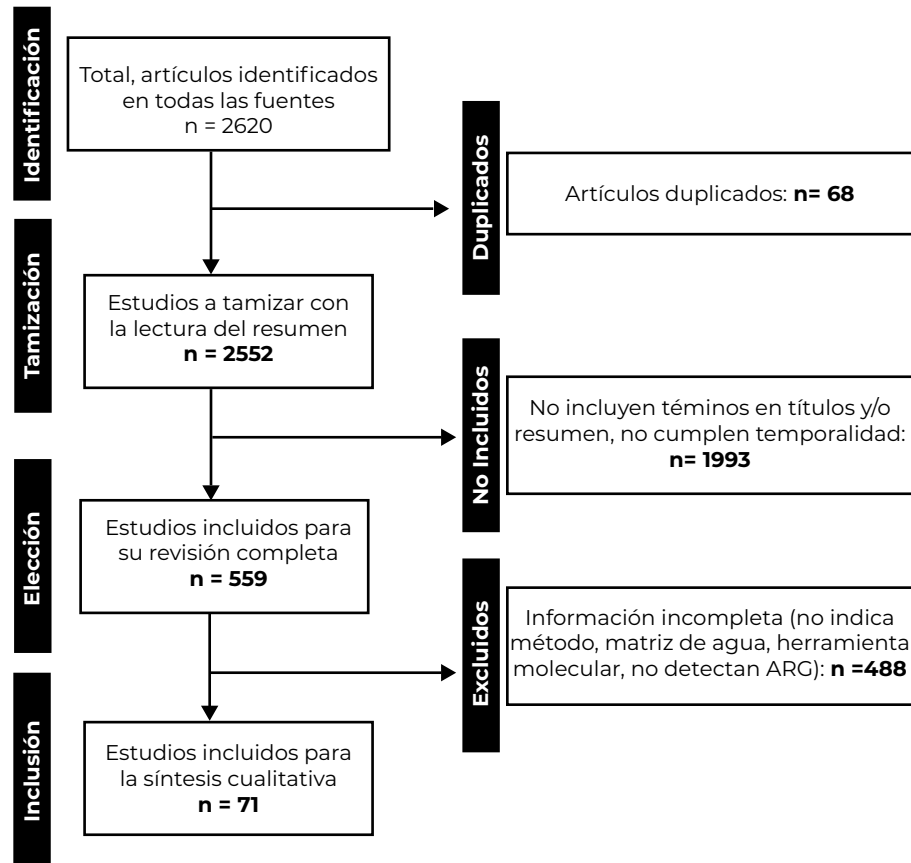 Identificación
Total, artículos identificados
en todas las fuentes
n = 2620
Duplicados
Artículos duplicados: n= 68
Tamización
Estudios a tamizar con
la lectura del resumen
n = 2552
No Incluidos
No incluyen téminos en títulos y/o
resumen, no cumplen temporalidad:
n= 1993
Elección
Estudios incluidos para
su revisión completa
n = 559
Excluidos
Información incompleta (no indica
método, matriz de agua, herramienta
molecular, no detectan ARG): n =488
Inclusión
Estudios incluidos para
la síntesis cualitativa
n = 71